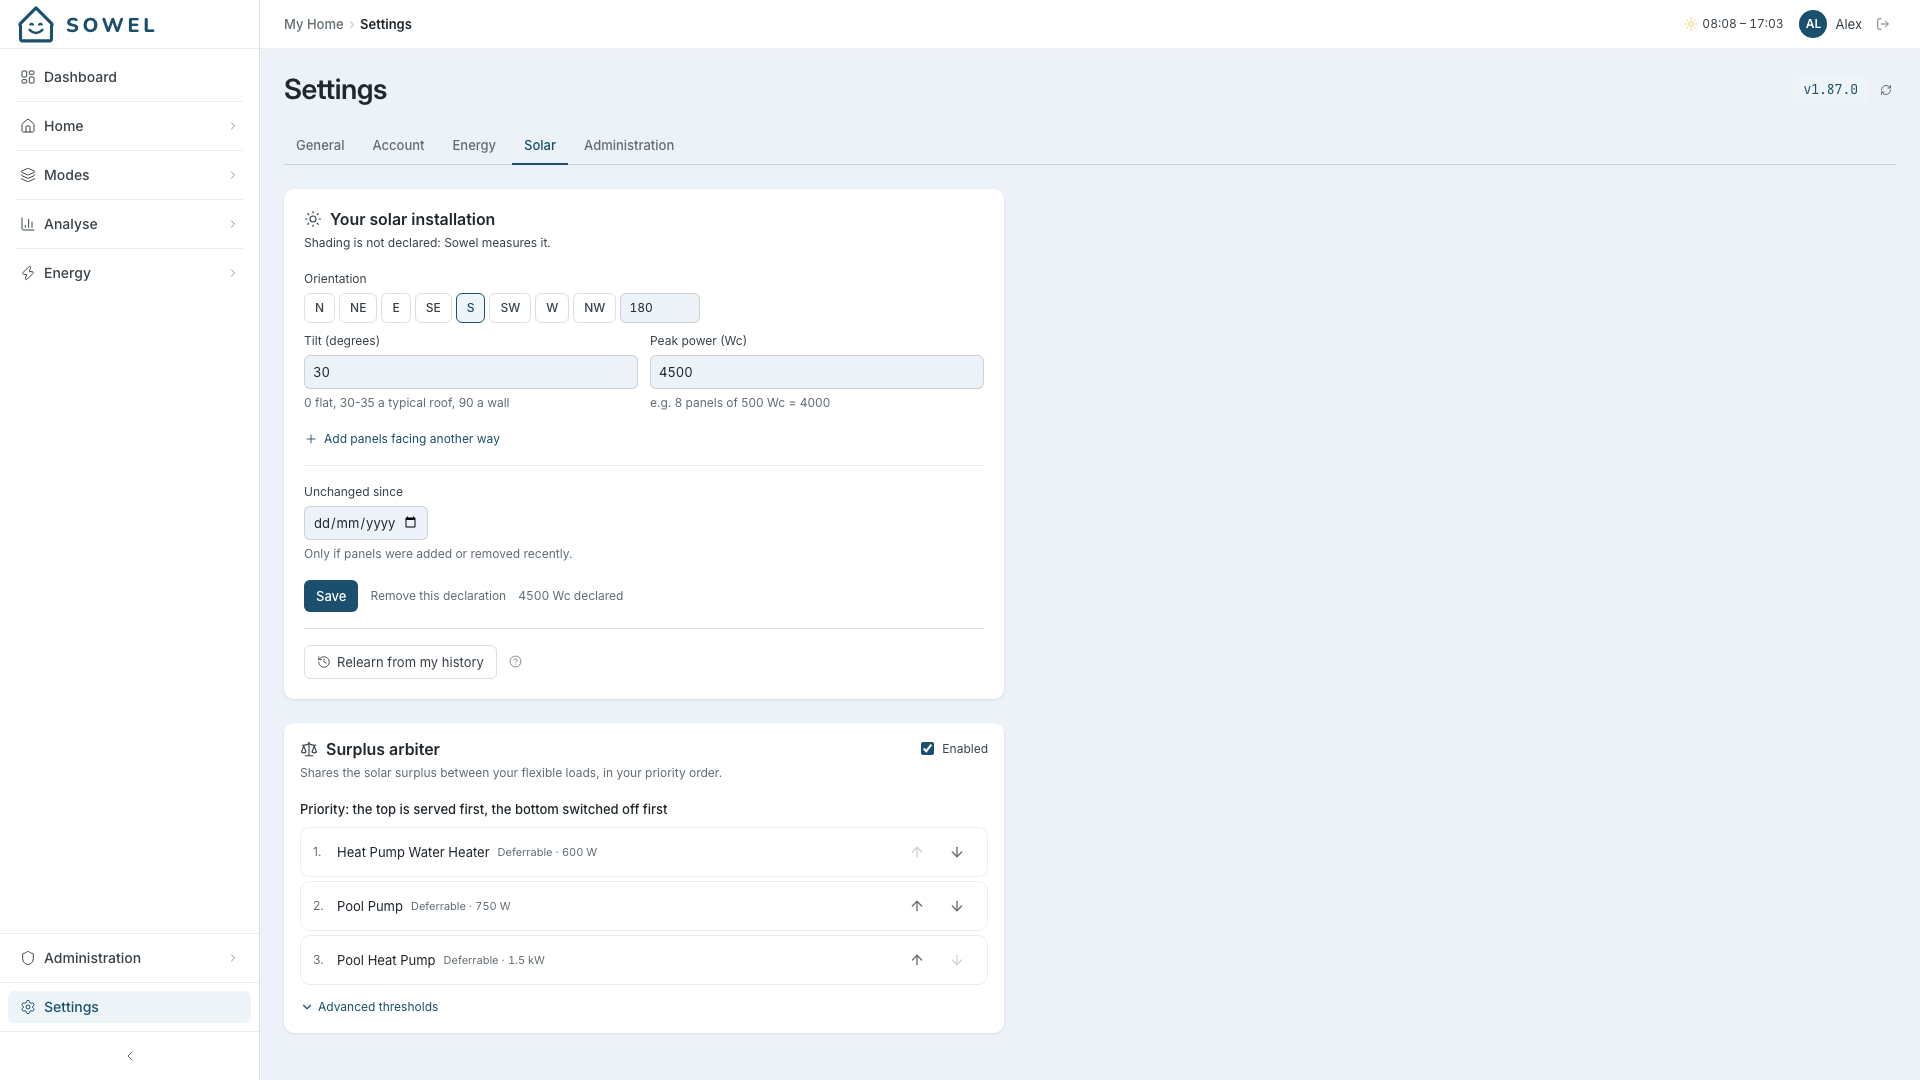 SOWEL
My Home › Settings
08:08 – 17:03
AL
Alex
Dashboard
Home
Modes
Analyse
Energy
Administration
Settings
Settings
v1.87.0
General
Account
Energy
Solar
Administration
Your solar installation
Shading is not declared: Sowel measures it.
Orientation
N NE E SE S SW W NW 180
Tilt (degrees)
30
0 flat, 30-35 a typical roof, 90 a wall
Peak power (Wc)
4500
e.g. 8 panels of 500 Wc = 4000
Add panels facing another way
Unchanged since
dd/mm/yyyy
Only if panels were added or removed recently.
Save
Remove this declaration
4500 Wc declared
Relearn from my history
Surplus arbiter
Enabled
Shares the solar surplus between your flexible loads, in your priority order.
Priority: the top is served first, the bottom switched off first
1. Heat Pump Water Heater Deferrable · 600 W
2. Pool Pump Deferrable · 750 W
3. Pool Heat Pump Deferrable · 1.5 kW
Advanced thresholds